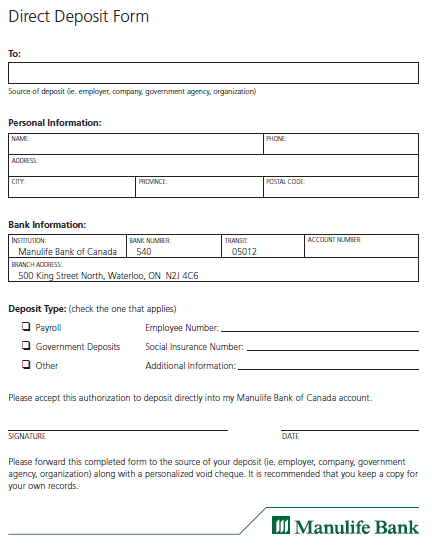 Direct Deposit Form
To:
Source of deposit (ie. employer, company, government agency, organization)
Personal Information:
NAME: PHONE:
ADDRESS:
CITY: PROVINCE: POSTAL CODE:
Bank Information:
INSTITUTION: BANK NUMBER: TRANSIT: ACCOUNT NUMBER:
Manulife Bank of Canada 540 05012
BRANCH ADDRESS:
500 King Street North, Waterloo, ON N2J 4C6
Deposit Type: (check the one that applies)
Payroll Employee Number:
Government Deposits Social Insurance Number:
Other Additional Information:
Please accept this authorization to deposit directly into my Manulife Bank of Canada account.
SIGNATURE DATE
Please forward this completed form to the source of your deposit (ie. employer, company, government
agency, organization) along with a personalized void cheque. It is recommended that you keep a copy for
your own records.
Manulife Bank